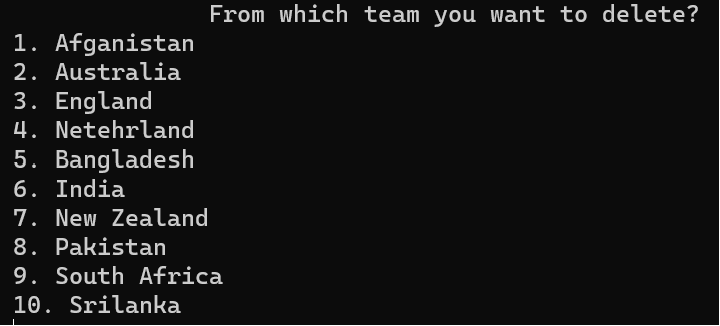 From which team you want to delete?
1. Afganistan
2. Australia
3. England
4. Netehrland
5. Bangladesh
6. India
7. New Zealand
8. Pakistan
9. South Africa
10. Srilanka